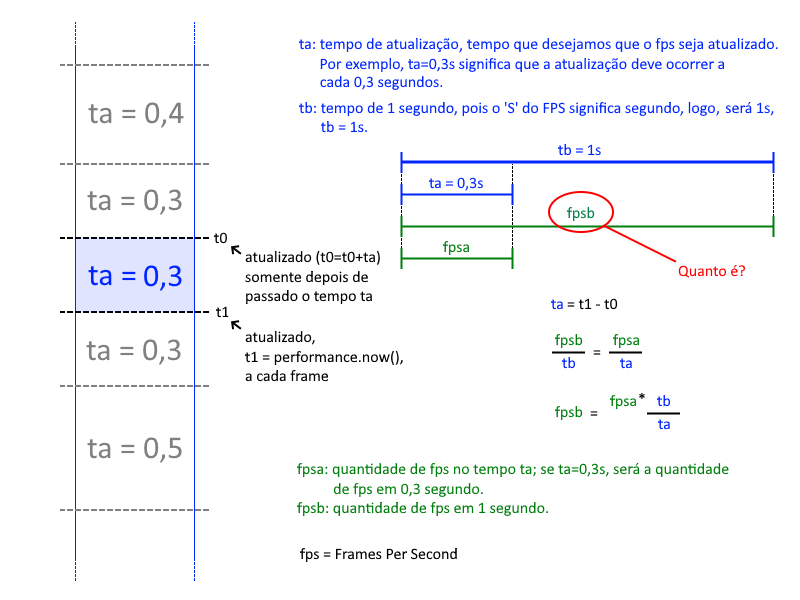 ta = 0,4
ta = 0,3
ta = 0,3
ta = 0,3
ta = 0,5
t0
atualizado (t0=t0+ta)
somente depois de
passado o tempo ta
t1
atualizado,
t1 = performance.now(),
a cada frame
ta: tempo de atualização, tempo que desejamos que o fps seja atualizado.
Por exemplo, ta=0,3s significa que a atualização deve ocorrer a
cada 0,3 segundos.
tb: tempo de 1 segundo, pois o 'S' do FPS significa segundo, logo, será 1s,
tb = 1s.
tb = 1s
ta = 0,3s
fpsb
fpsa
Quanto é?
ta = t1 - t0
fpsb = fpsa
tb ta
fpsb = fpsa* tb
ta
fpsa: quantidade de fps no tempo ta; se ta=0,3s, será a quantidade
de fps em 0,3 segundo.
fpsb: quantidade de fps em 1 segundo.
fps = Frames Per Second